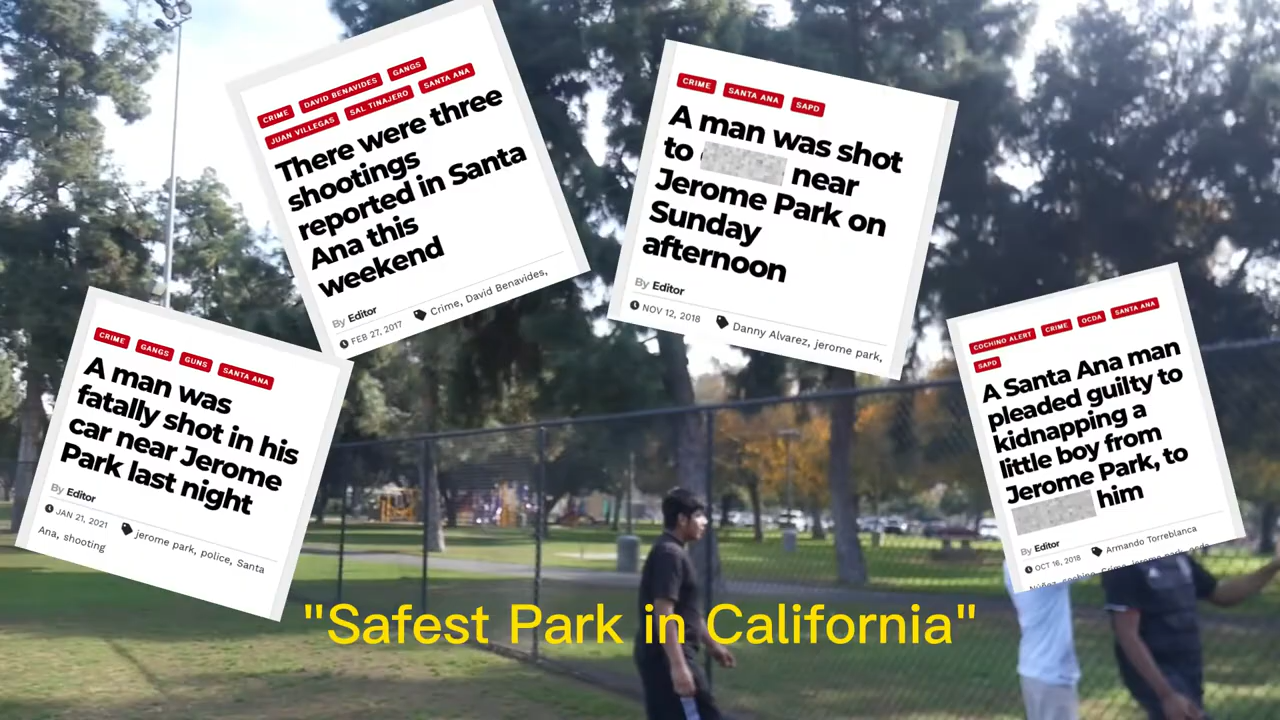 CRIME DAVID BENAVIDES GANGS
JUAN VILLEGAS SAL TINAJERO SANTA ANA
There were three
shootings
reported in Santa
Ana this
weekend
By Editor
FEB 27, 2017 Crime, David Benavides,
CRIME SANTA ANA SAPD
A man was shot
to near
Jerome Park on
Sunday
afternoon
By Editor
NOV 12, 2018 Danny Alvarez, jerome park,
CRIME GANGS GUNS SANTA ANA
A man was
fatally shot in his
car near Jerome
Park last night
By Editor
JAN 21, 2021 jerome park, police, Santa
Ana, shooting
COCHINO ALERT CRIME OCDA SANTA ANA
SAPD
A Santa Ana man
pleaded guilty to
kidnapping a
little boy from
Jerome Park, to
him
By Editor
OCT 16, 2018 Armando Torreblanca
"Safest Park in California"